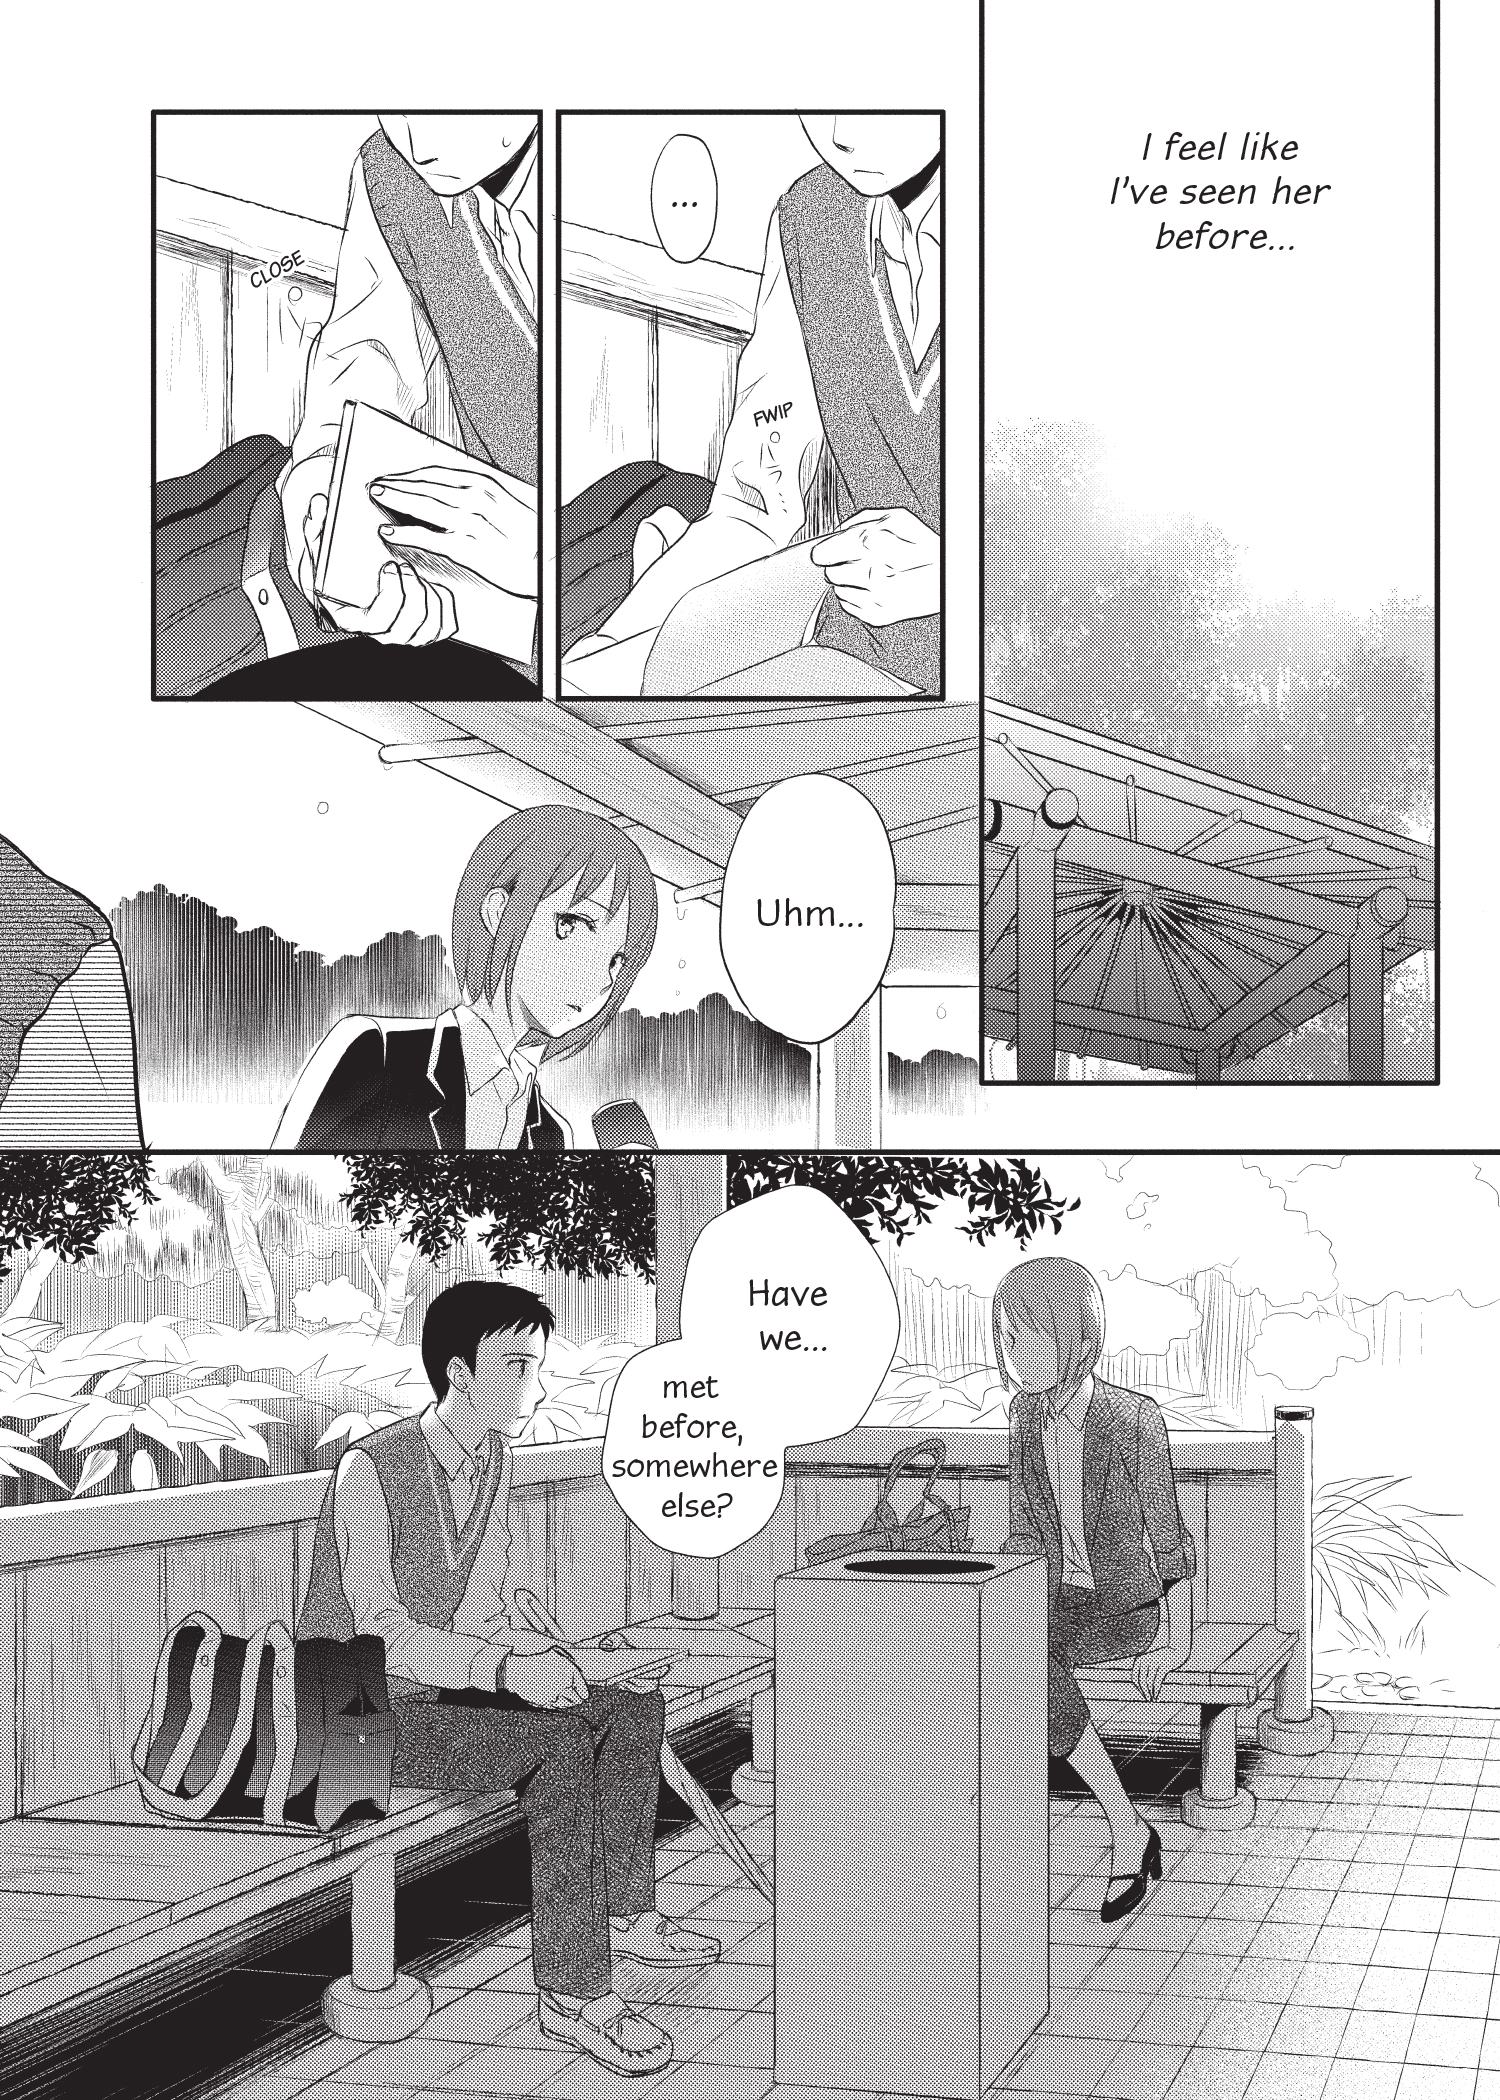 I feel like
I've seen her
before...
...
FWIP
CLOSE
Uhm...
Have
we...
met
before,
somewhere
else?